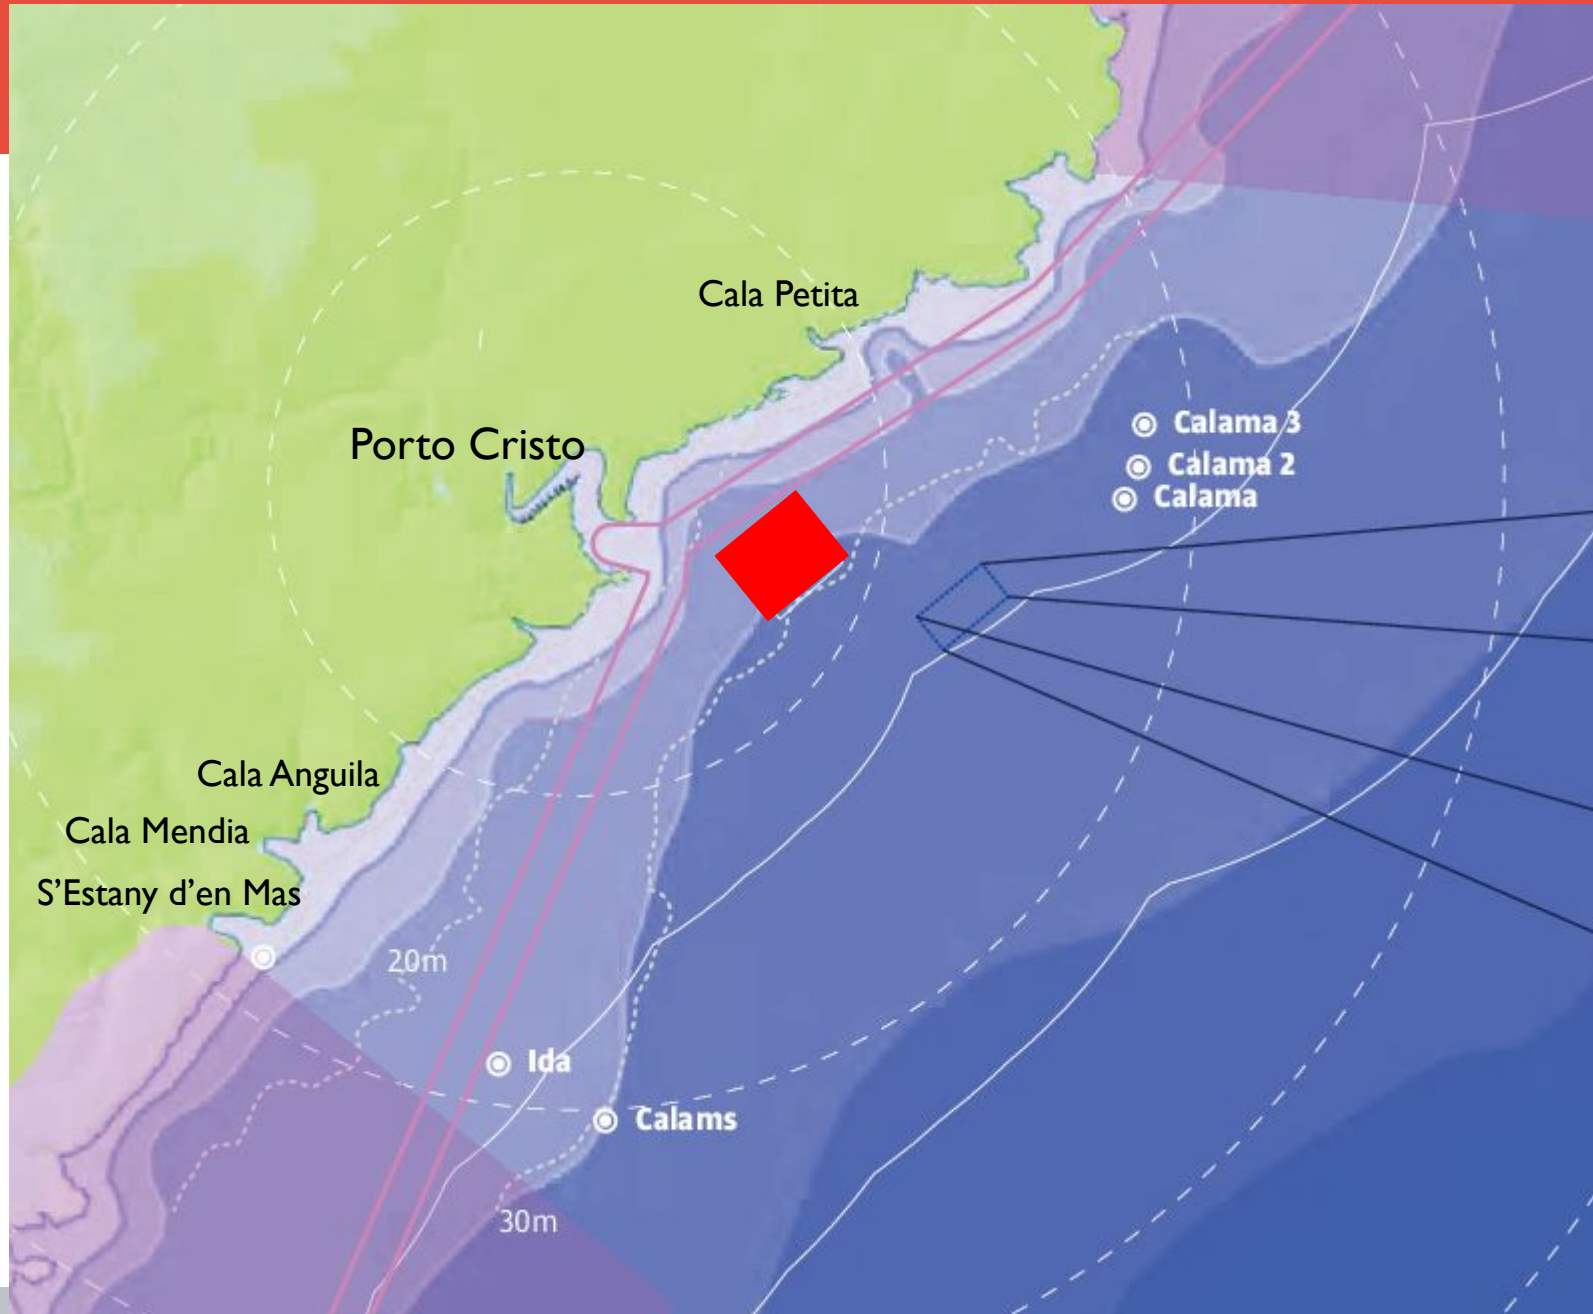 Cala Petita
Calama 3
Porto Cristo
Calama 2
Calama
Cala Anguila
Cala Mendia
S'Estany d'en Mas
20m
Ida
Calams
30m